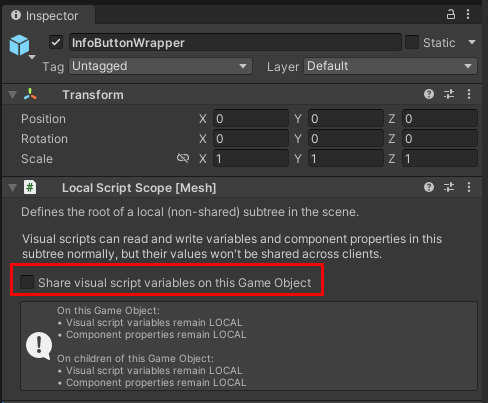 Inspector
InfoButtonWrapper Static
Tag Untagged Layer Default
Transform
Position X 0 Y 0 Z 0
Rotation X 0 Y 0 Z 0
Scale X 1 Y 1 Z 1
# Local Script Scope [Mesh]
Defines the root of a local (non-shared) subtree in the scene.
Visual scripts can read and write variables and component properties in this
subtree normally, but their values won't be shared across clients.
Share visual script variables on this Game Object
On this Game Object:
• Visual script variables remain LOCAL
• Component properties remain LOCAL
On children of this Game Object:
• Visual script variables remain LOCAL
• Component properties remain LOCAL